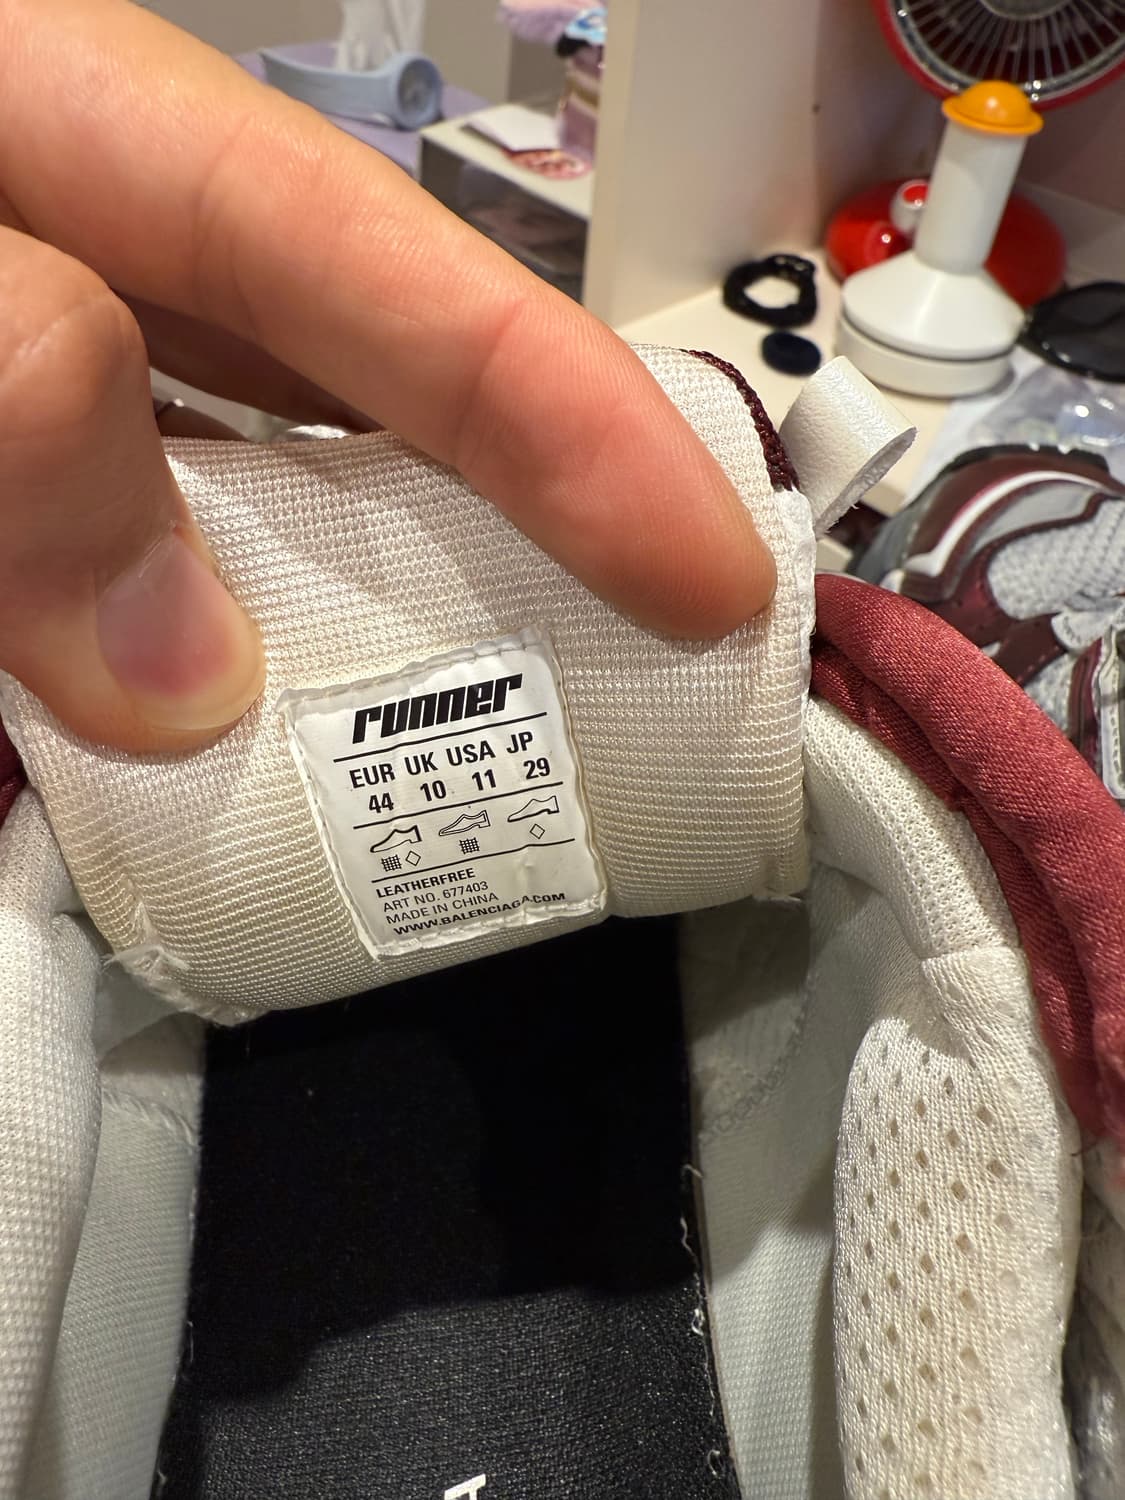 runner
EUR UK USA JP
44 10 11 29
LEATHERFREE
ART NO. 677403
MADE IN CHINA
WWW.BALENCIAGA.COM